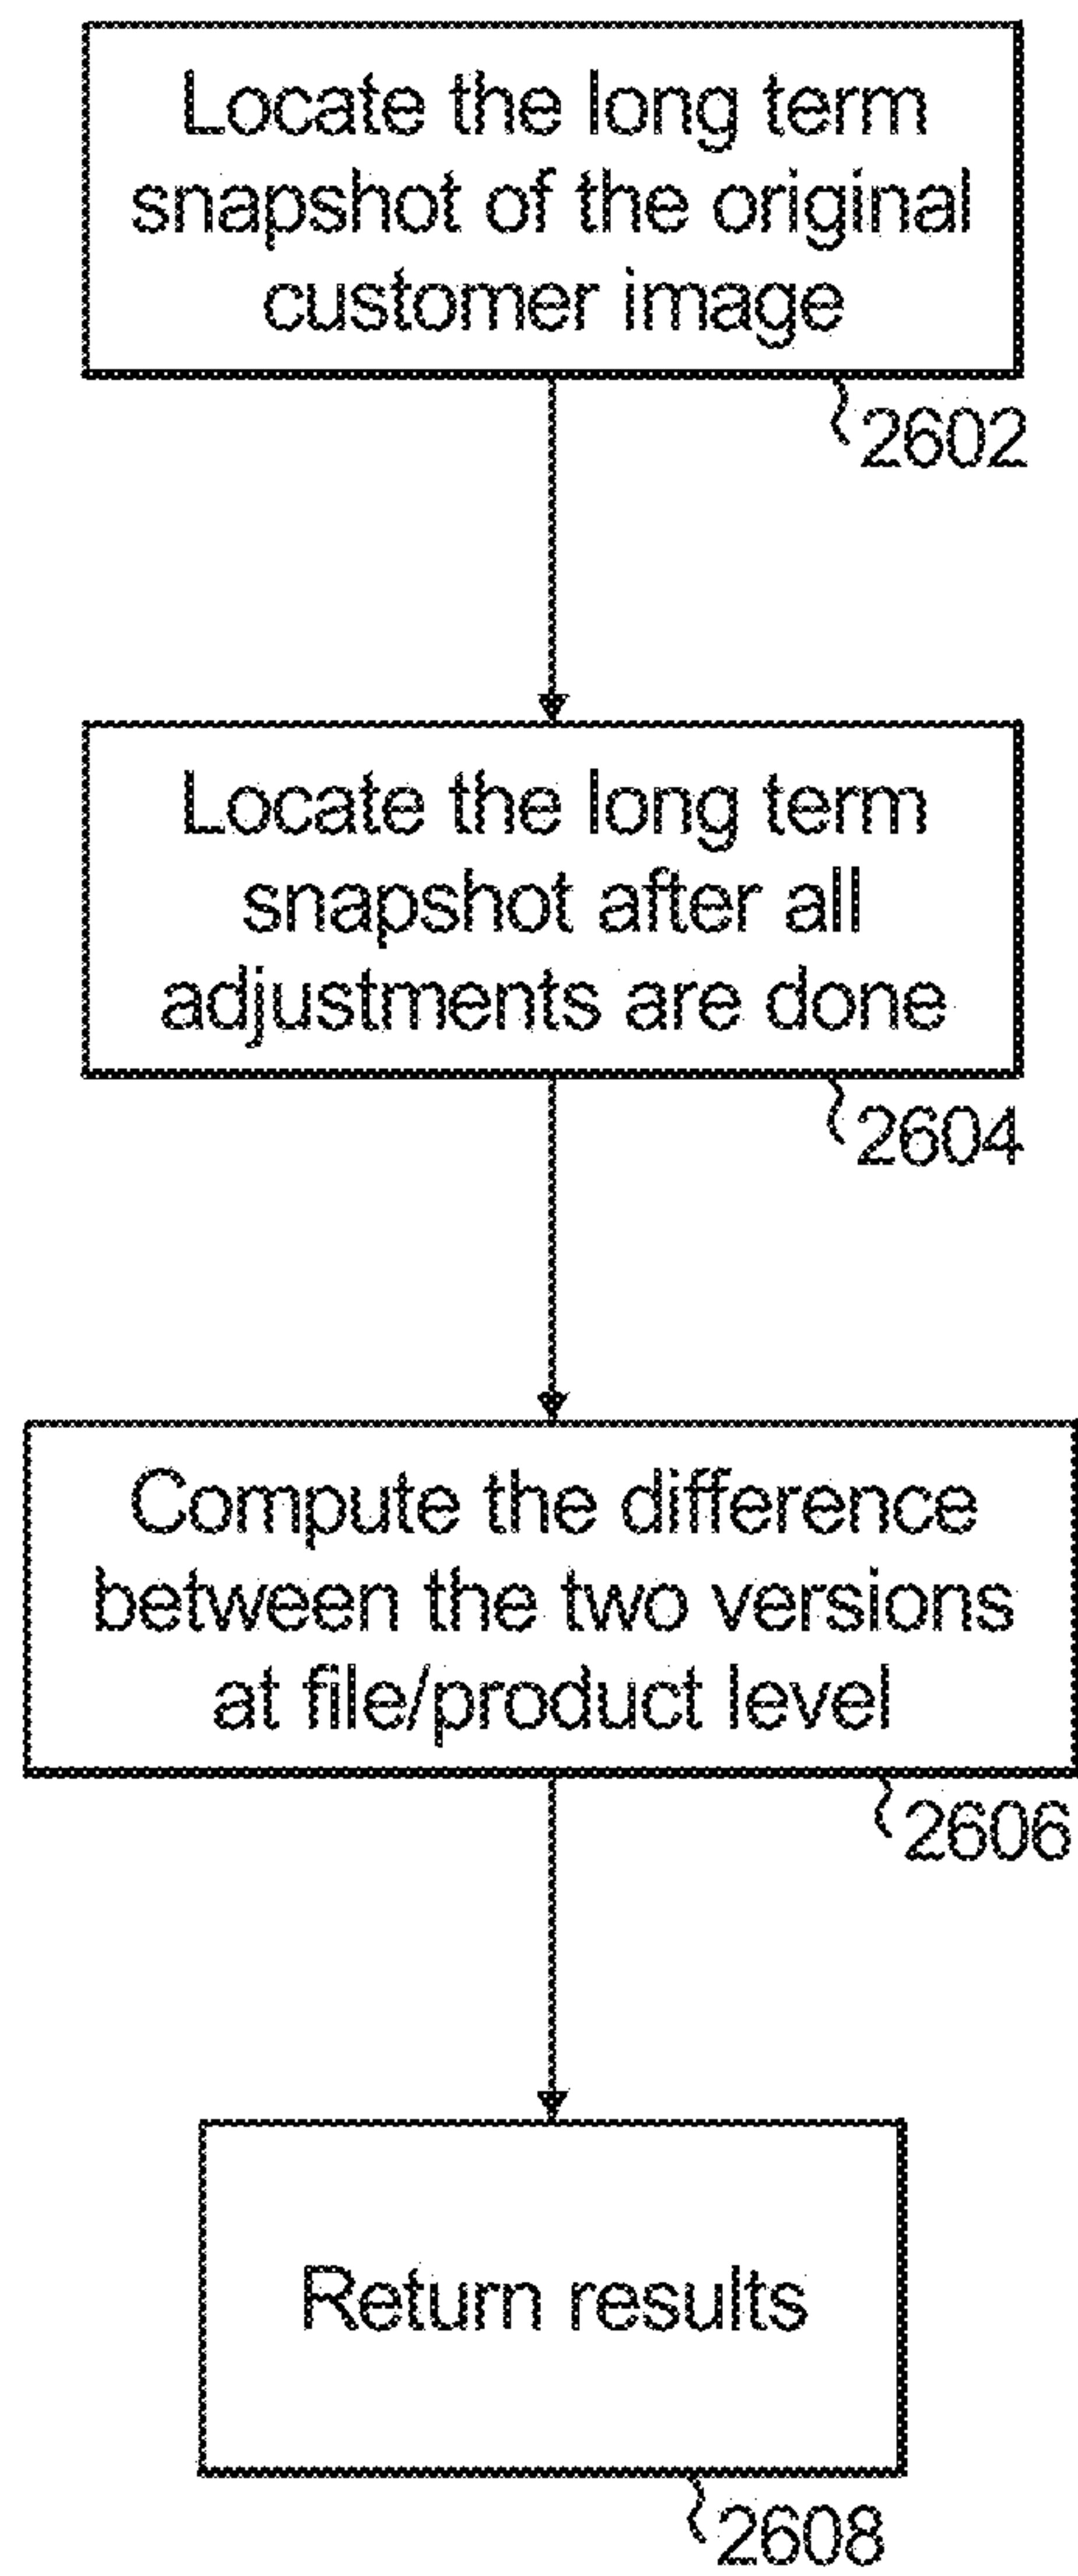 Locate the long term
snapshot of the original
customer image
2602
Locate the long term
snapshot after all
adjustments are done
2604
Compute the difference
between the two versions
at file/product level
2606
Return results
2608